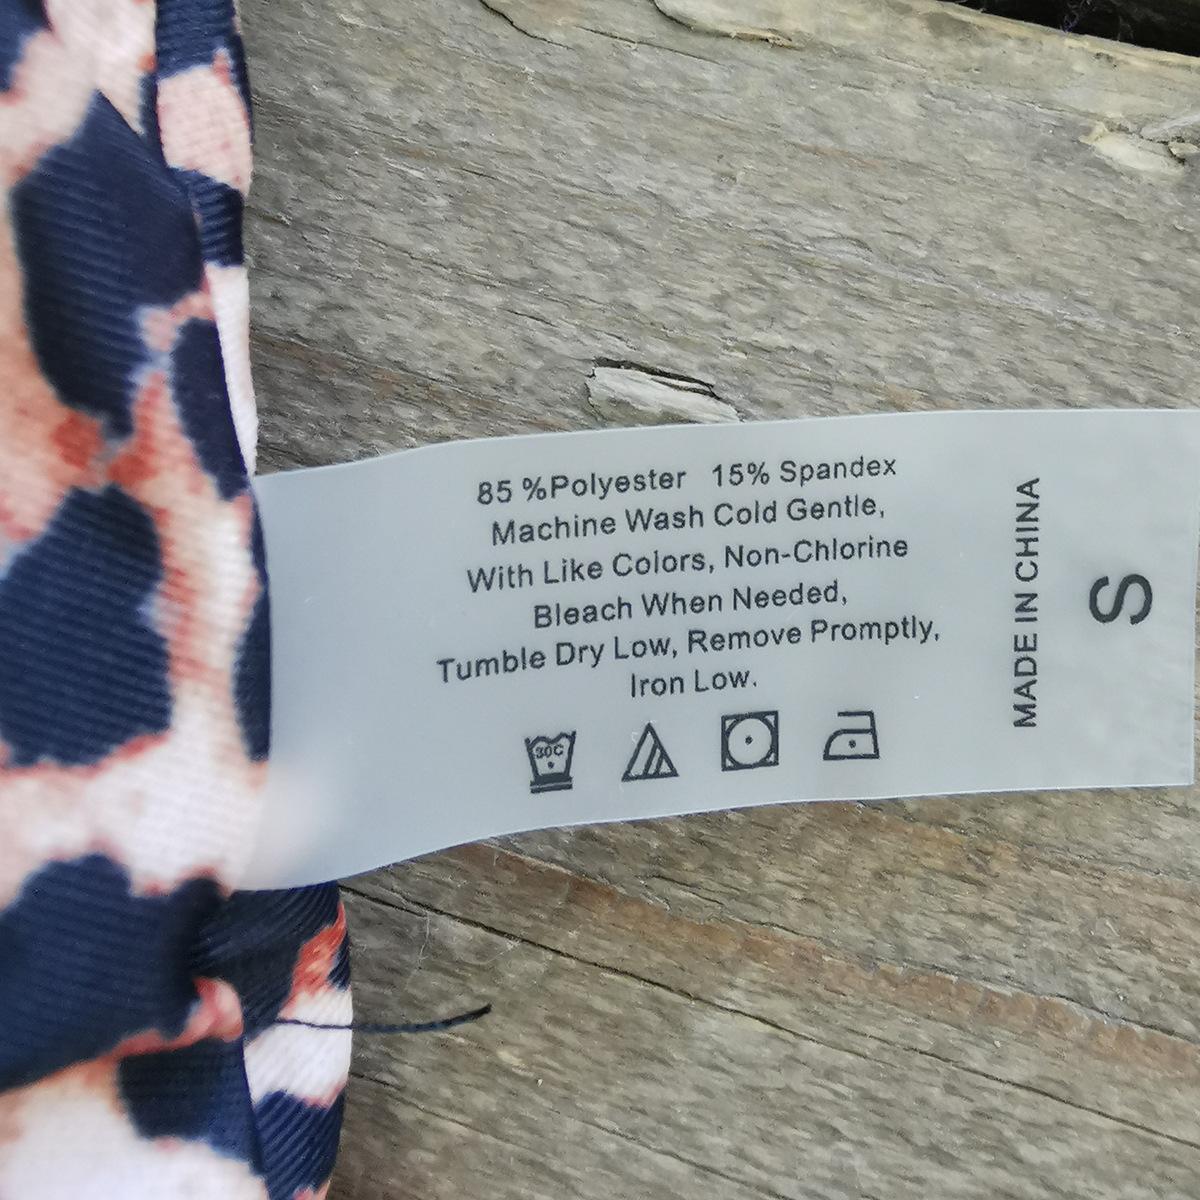 85 %Polyester 15% Spandex
Machine Wash Cold Gentle,
With Like Colors, Non-Chlorine
Bleach When Needed,
Tumble Dry Low, Remove Promptly,
Iron Low.
30C
MADE IN CHINA
S